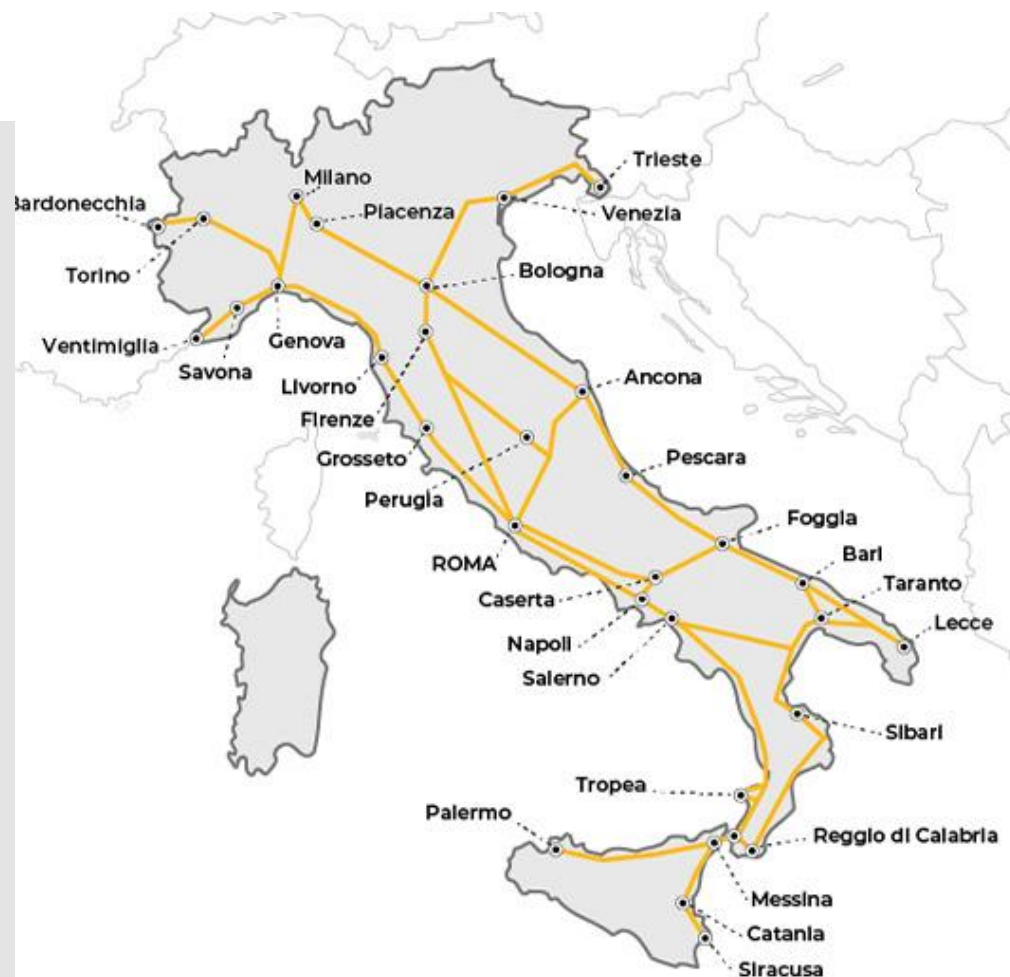 Trieste
Milano
Bardonecchia
Piacenza
Venezia
Torino
Bologna
Ventimiglia
Genova
Savona
Livorno
Ancona
Firenze
Grosseto
Pescara
Perugia
Foggia
ROMA
Bari
Caserta
Taranto
Napoli
Lecce
Salerno
Sibari
Tropea
Palermo
Reggio di Calabria
Messina
Catania
Siracusa